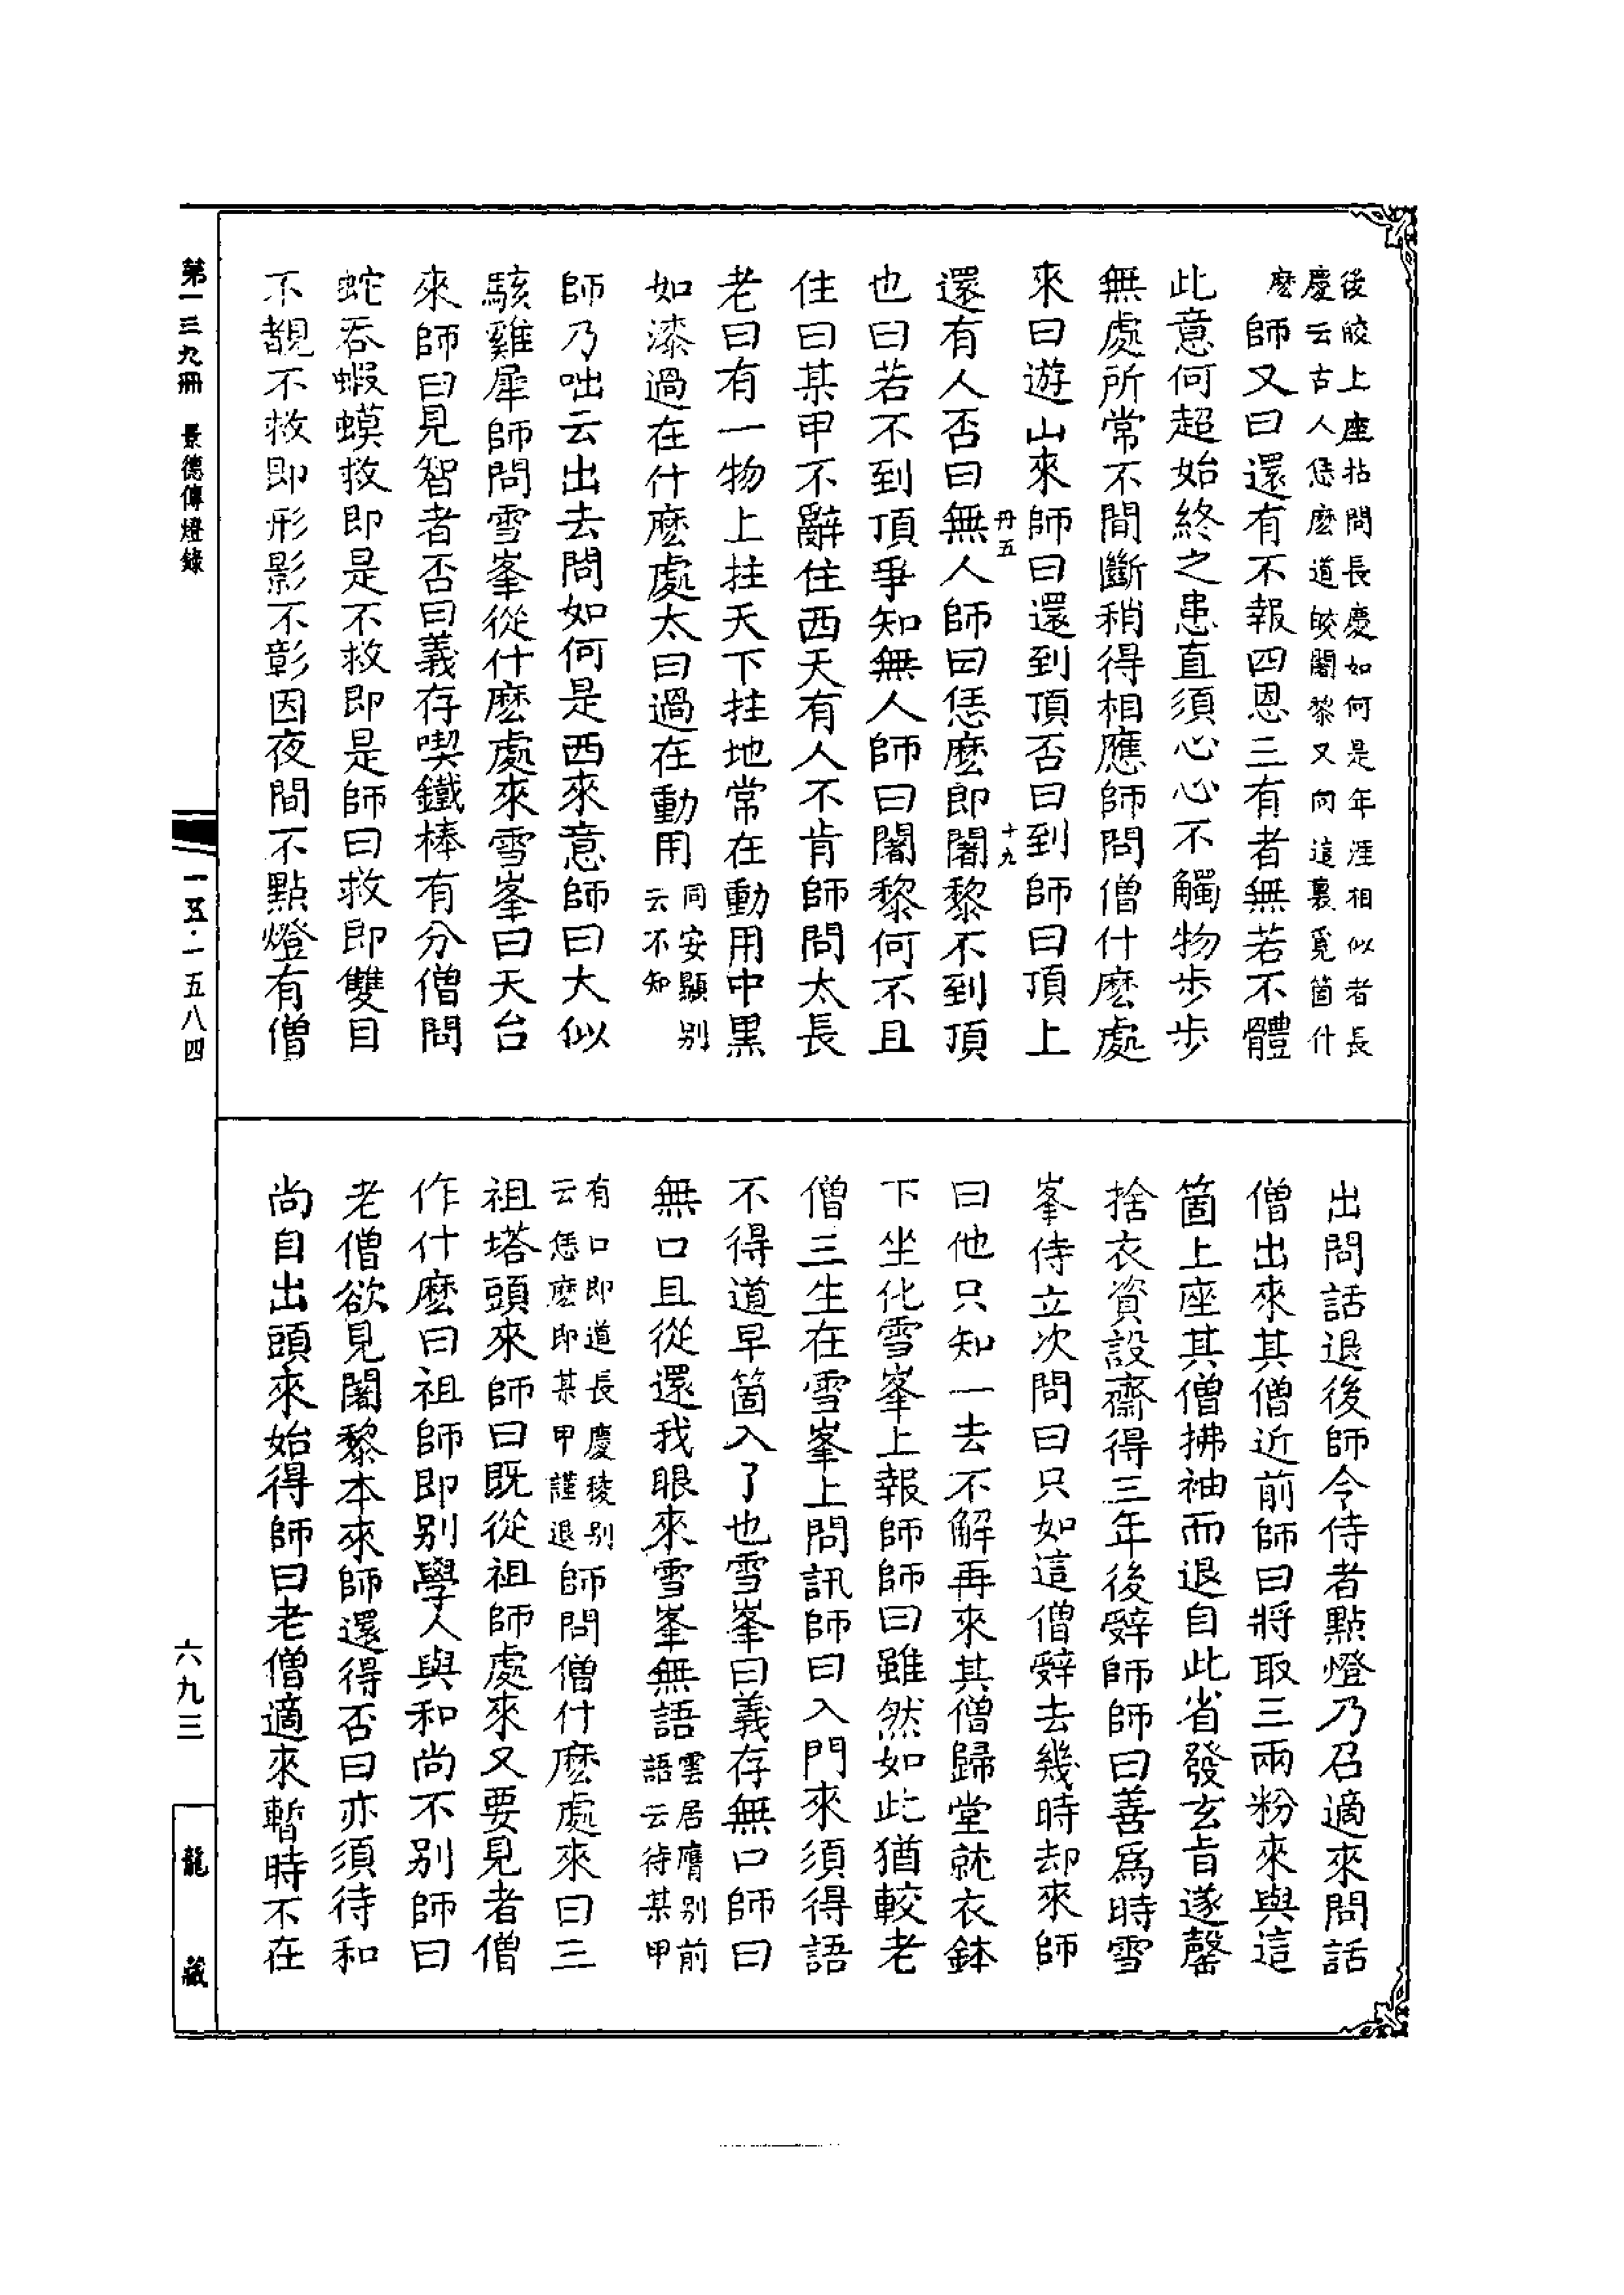 後皎上座拈問長慶如何是年涯相似者長
慶云古人恁麽道皎闍黎又向這裏覓箇什
麽
師又曰還有不報四恩三有者無若不體
此意何超始終之患直須心心不觸物步步
無處所常不間斷稍得相應師問僧什麽處
來曰遊山來師曰還到頂否曰到師曰頂上
丹五
十九
還有人否曰無人師曰恁麽即闍黎不到頂
也曰若不到頂爭知無人師曰闍黎何不且
住曰某甲不辭住西天有人不肯師問太長
老曰有一物上拄天下拄地常在動用中黑
如漆過在什麽處太曰過在動用
同安顯别
云不知
師乃咄云出去問如何是西來意師曰大似
駭雞犀師問雪峯從什麽處來雪峯曰天台
來師曰見智者否曰義存喫鐵棒有分僧問
蛇吞蝦蟆救即是不救即是師曰救即雙目
不覩不救即形影不彰因夜間不點燈有僧
出問話退後師令侍者點燈乃召適來問話
僧出來其僧近前師曰將取三兩粉來與這
箇上座其僧拂袖而退自此省發玄旨遂罄
捨衣資設齋得三年後辤師師曰善爲時雪
峯侍立次問曰只如這僧辤去幾時却來師
曰他只知一去不解再來其僧歸堂就衣鉢
下坐化雪峯上報師師曰雖然如此猶較老
僧三生在雪峯上問訊師曰入門來須得語
不得道早箇入了也雪峯曰義存無口師曰
無口且從還我眼來雪峯無語
雲居膺别前
語云待某甲
有口即道長慶稜别
云恁麽即某甲謹退
師問僧什麽處來曰三
祖塔頭來師曰既從祖師處來又要見者僧
作什麽曰祖師即别學人與和尚不别師曰
老僧欲見闍黎本來師還得否曰亦須待和
尚自出頭來始得師曰老僧適來暫時不在
第一三九冊 景德傳燈錄
一五·一五八四
六九三
龍藏